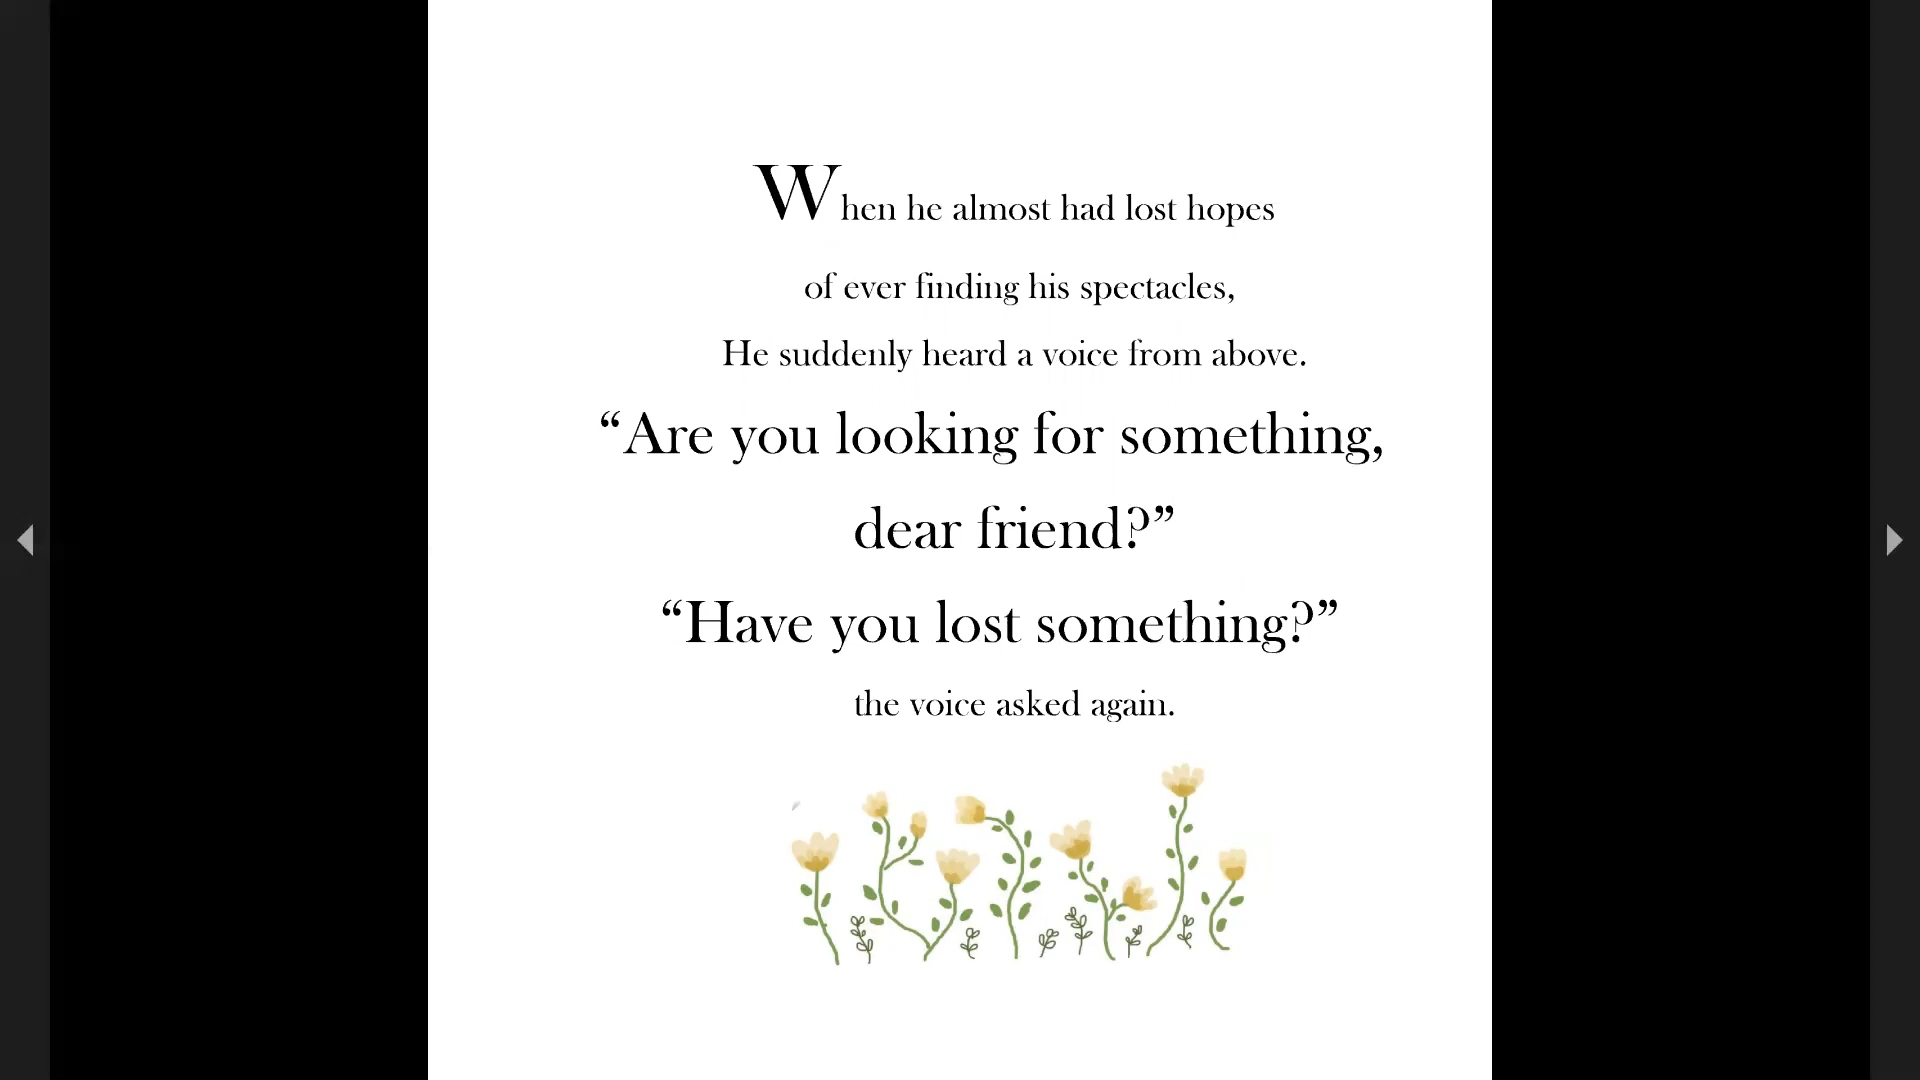 When he almost had lost hopes
of ever finding his spectacles,
He suddenly heard a voice from above.
“Are you looking for something,
dear friend?”
“Have you lost something?”
the voice asked again.